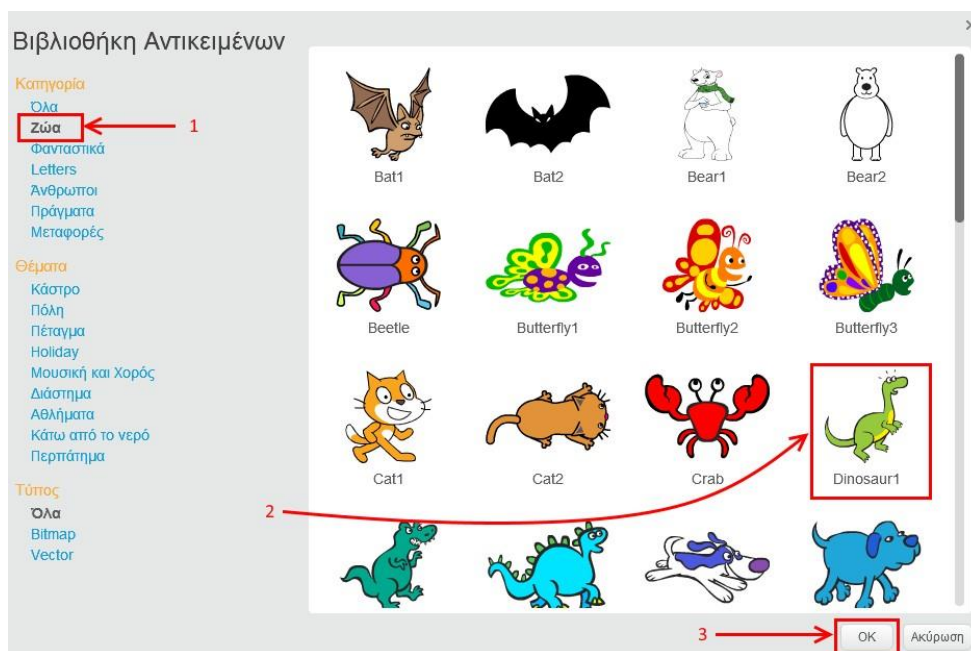 Βιβλιοθήκη Αντικειμένων
Κατηγορία
Όλα
Ζώα
1
Φανταστικά
Letters
Άνθρωποι
Πράγματα
Μεταφορές
Θέματα
Κάστρο
Πόλη
Πέταγμα
Holiday
Μουσική και Χορός
Διάστημα
Αθλήματα
Κάτω από το νερό
Περπάτημα
Τύπος
Όλα
Bitmap
Vector
Bat1 Bat2 Bear1 Bear2
Beetle Butterfly1 Butterfly2 Butterfly3
Cat1 Cat2 Crab Dinosaur1
2
3
OK Ακύρωση